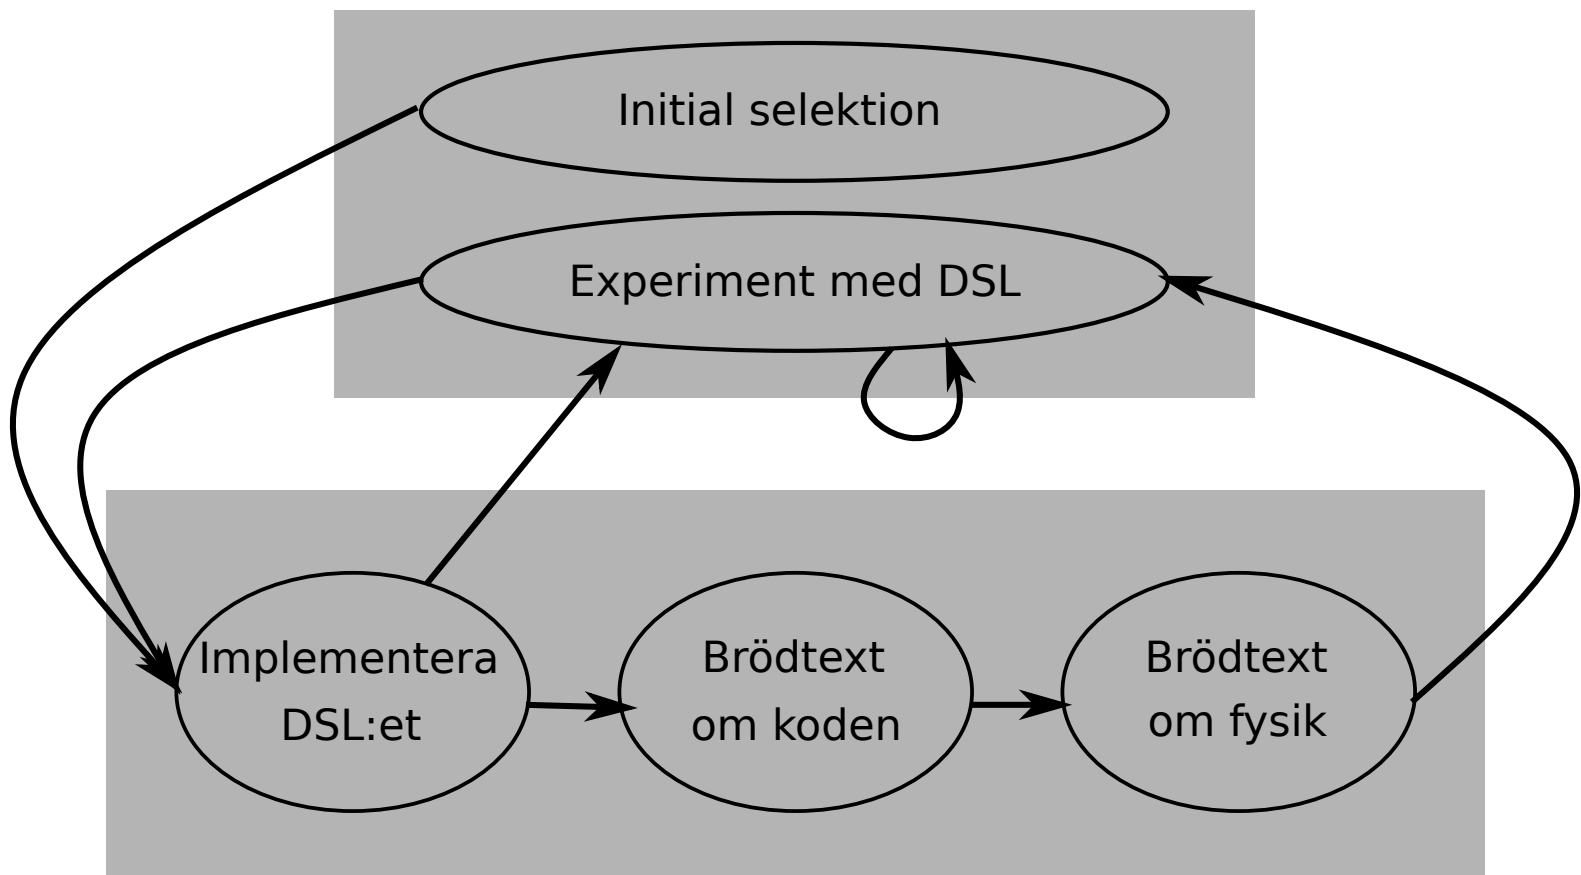 Initial selektion
Experiment med DSL
Implementera
DSL:et
Brödtext
om koden
Brödtext
om fysik